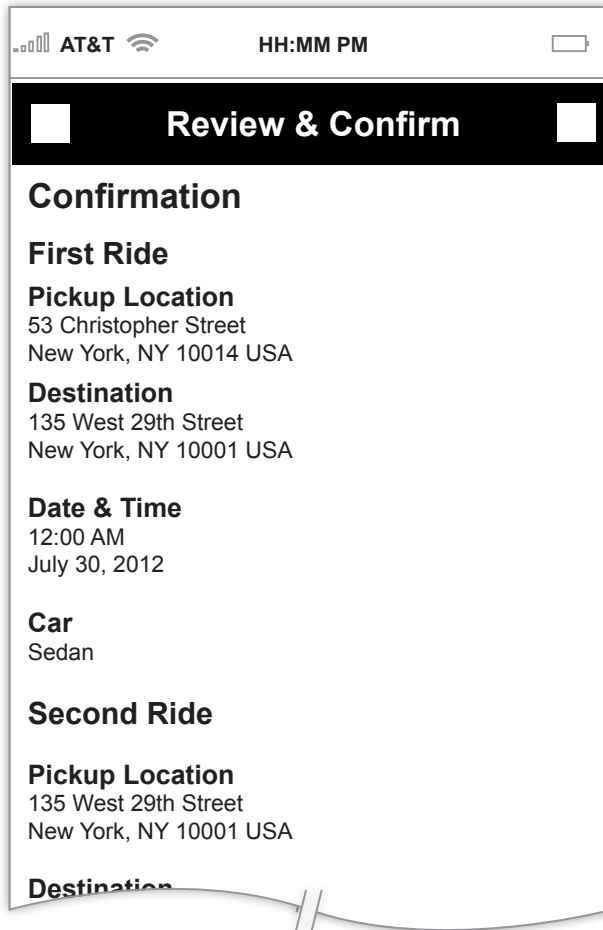 AT&T HH:MM PM
Review & Confirm
Confirmation
First Ride
Pickup Location
53 Christopher Street
New York, NY 10014 USA
Destination
135 West 29th Street
New York, NY 10001 USA
Date & Time
12:00 AM
July 30, 2012
Car
Sedan
Second Ride
Pickup Location
135 West 29th Street
New York, NY 10001 USA
Destination